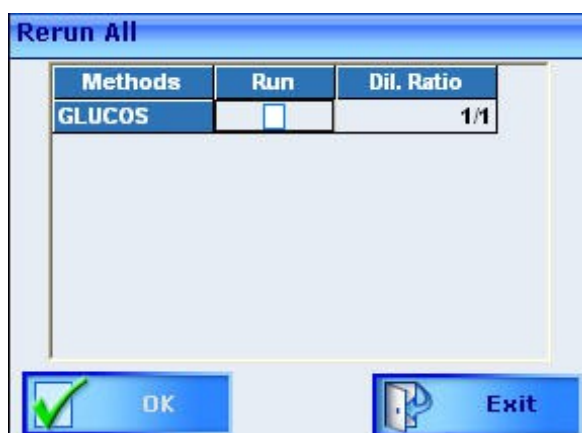 Rerun All
Methods Run Dil. Ratio
GLUCOS 1/1
OK Exit